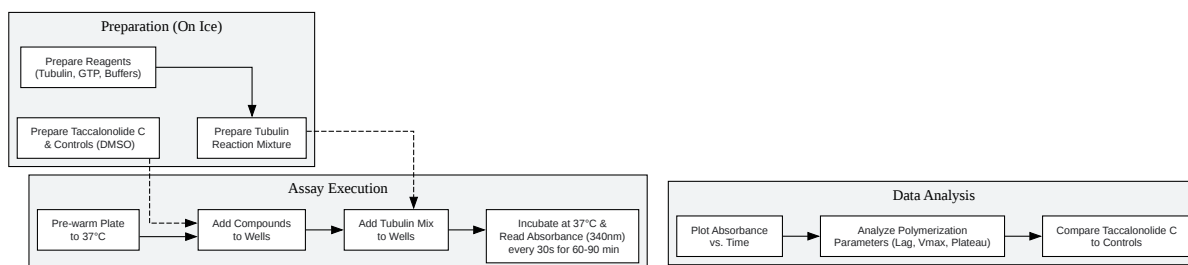 Preparation (On Ice)
Prepare Reagents
(Tubulin, GTP, Buffers)
Prepare Taccalonolide C
& Controls (DMSO)
Prepare Tubulin
Reaction Mixture
Assay Execution
Pre-warm Plate
to 37°C
Add Compounds
to Wells
Add Tubulin Mix
to Wells
Incubate at 37°C &
Read Absorbance (340nm)
every 30s for 60-90 min
Data Analysis
Plot Absorbance
vs. Time
Analyze Polymerization
Parameters (Lag, Vmax, Plateau)
Compare Taccalonolide C
to Controls